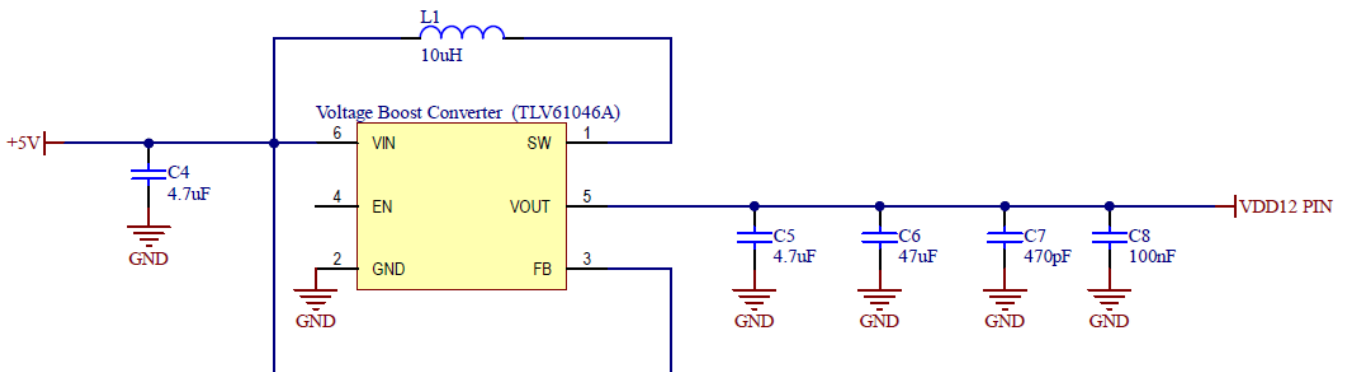 L1
10uH
Voltage Boost Converter (TLV61046A)
+5V
6 VIN SW 1
C4
4.7uF
4 EN VOUT 5
VDD12 PIN
C5
4.7uF
C6
47uF
C7
470pF
C8
100nF
GND
2 GND FB 3
GND
GND
GND
GND
GND